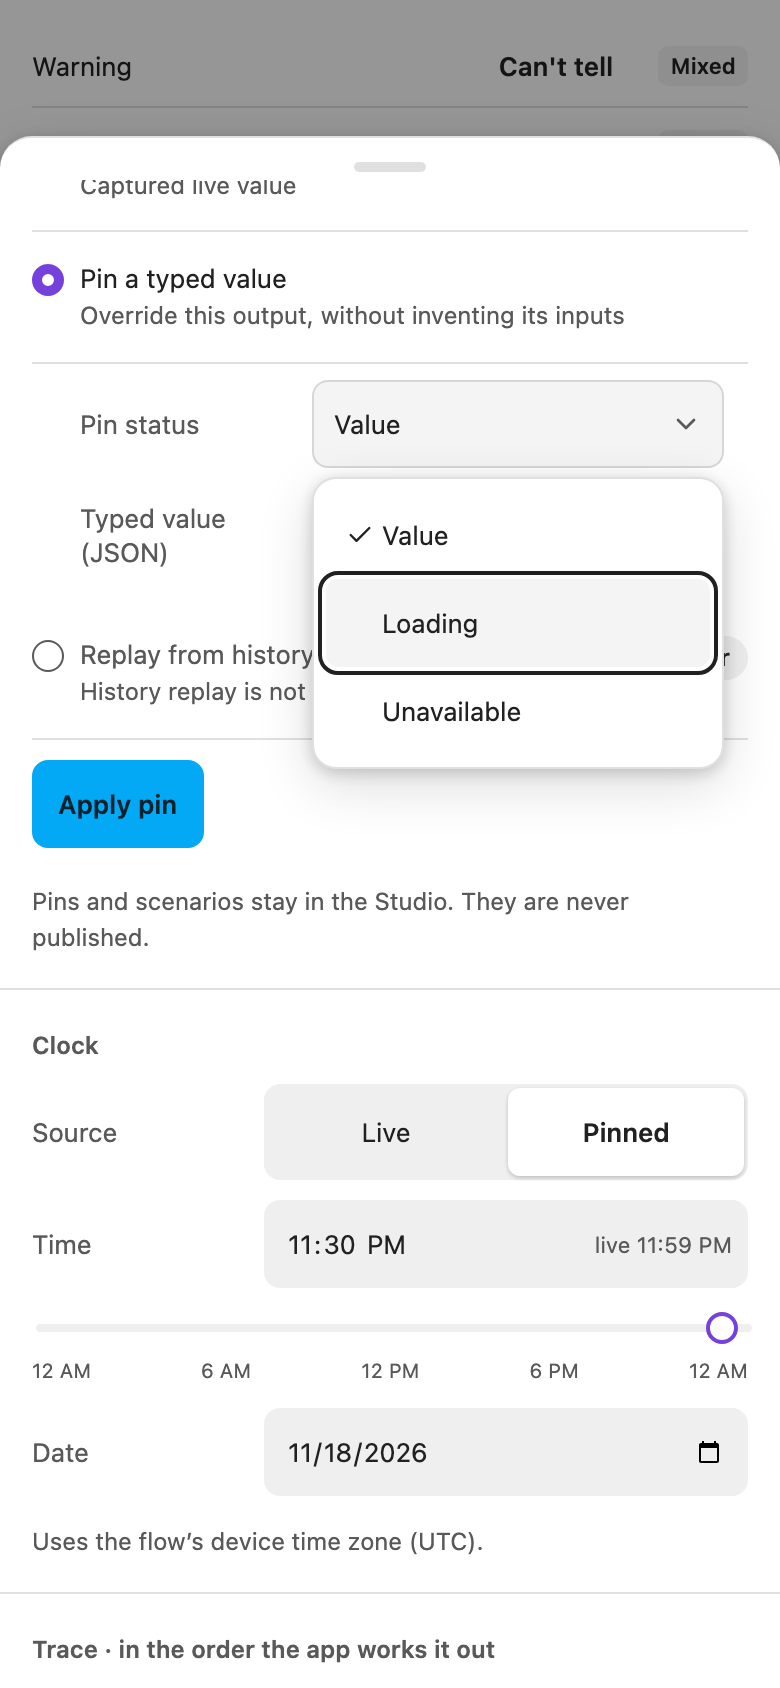 Warning
Can't tell
Mixed
Captured live value
Pin a typed value
Override this output, without inventing its inputs
Pin status
Value
Typed value
(JSON)
Value
Loading
Unavailable
Replay from history
History replay is not
Apply pin
Pins and scenarios stay in the Studio. They are never
published.
Clock
Source
Live
Pinned
Time
11:30 PM
live 11:59 PM
12 AM
6 AM
12 PM
6 PM
12 AM
Date
11/18/2026
Uses the flow’s device time zone (UTC).
Trace · in the order the app works it out